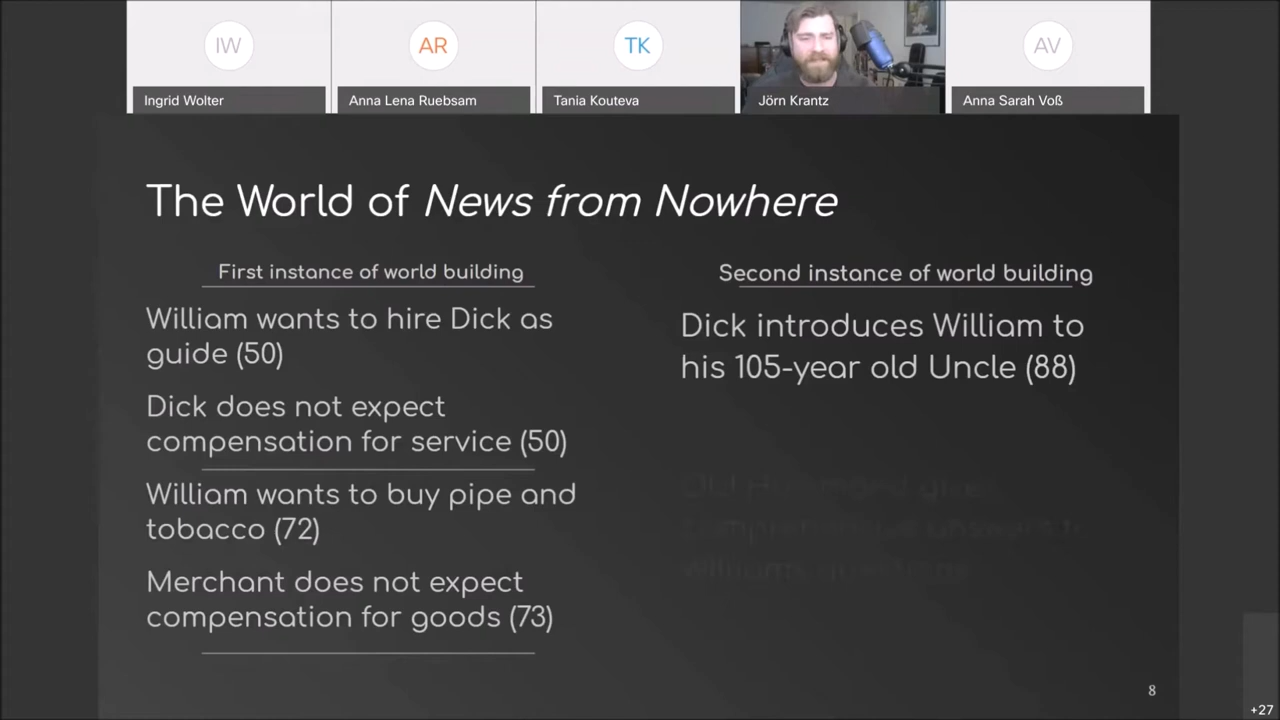 IW
AR
TK
AV
Ingrid Wolter
Anna Lena Ruebsam
Tania Kouteva
Jörn Krantz
Anna Sarah Voß
The World of News from Nowhere
First instance of world building
William wants to hire Dick as
guide (50)
Dick does not expect
compensation for service (50)
William wants to buy pipe and
tobacco (72)
Merchant does not expect
compensation for goods (73)
Second instance of world building
Dick introduces William to
his 105-year old Uncle (88)
8
+27